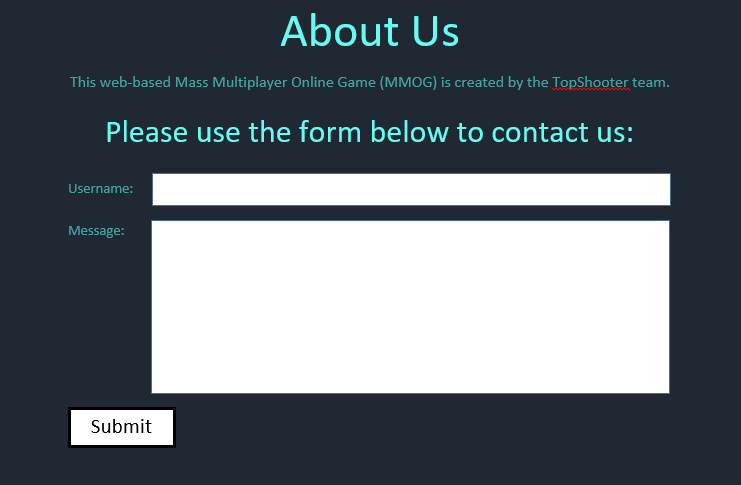 About Us
This web-based Mass Multiplayer Online Game (MMOG) is created by the TopShooter team.
Please use the form below to contact us:
Username:
Message:
Submit